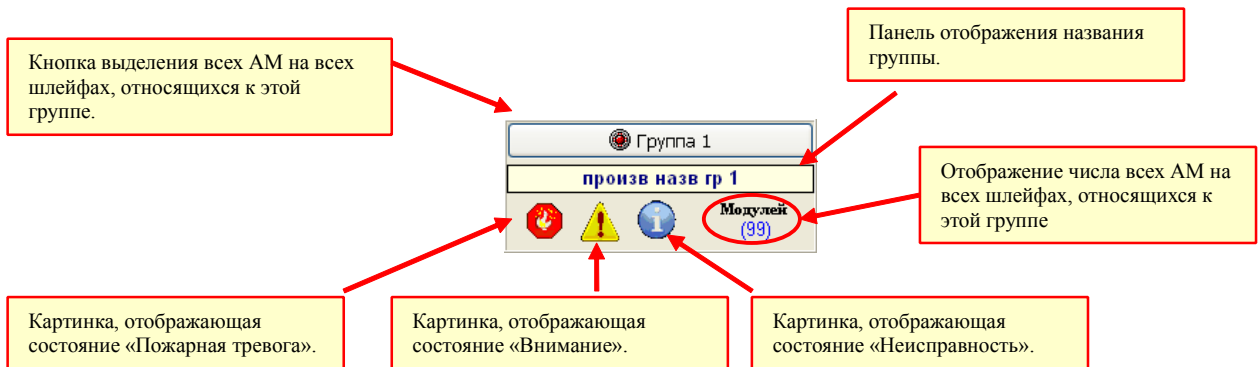 Панель отображения названия
группы.
Кнопка выделения всех АМ на всех
шлейфах, относящихся к этой
группе.
Группа 1
произв назв гр 1
Модулей
(99)
Отображение числа всех АМ на
всех шлейфах, относящихся к
этой группе
Картинка, отображающая
состояние «Пожарная тревога».
Картинка, отображающая
состояние «Внимание».
Картинка, отображающая
состояние «Неисправность».